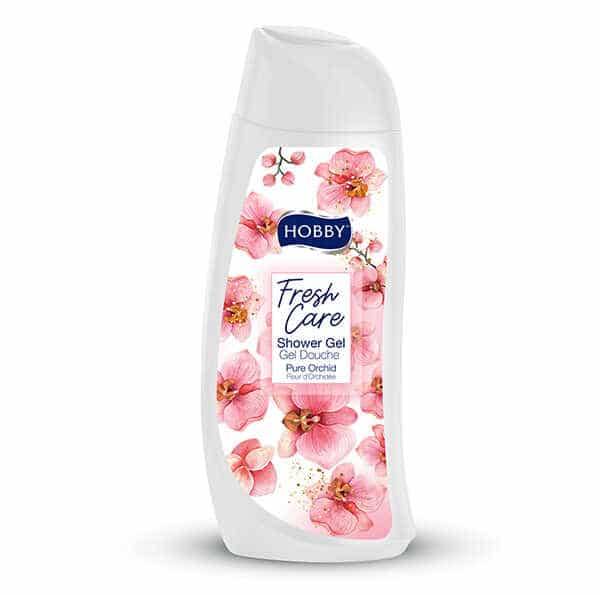 HOBBY
Fresh
Care
Shower Gel
Gel Douche
Pure Orchid
Fleur d'Orchidée